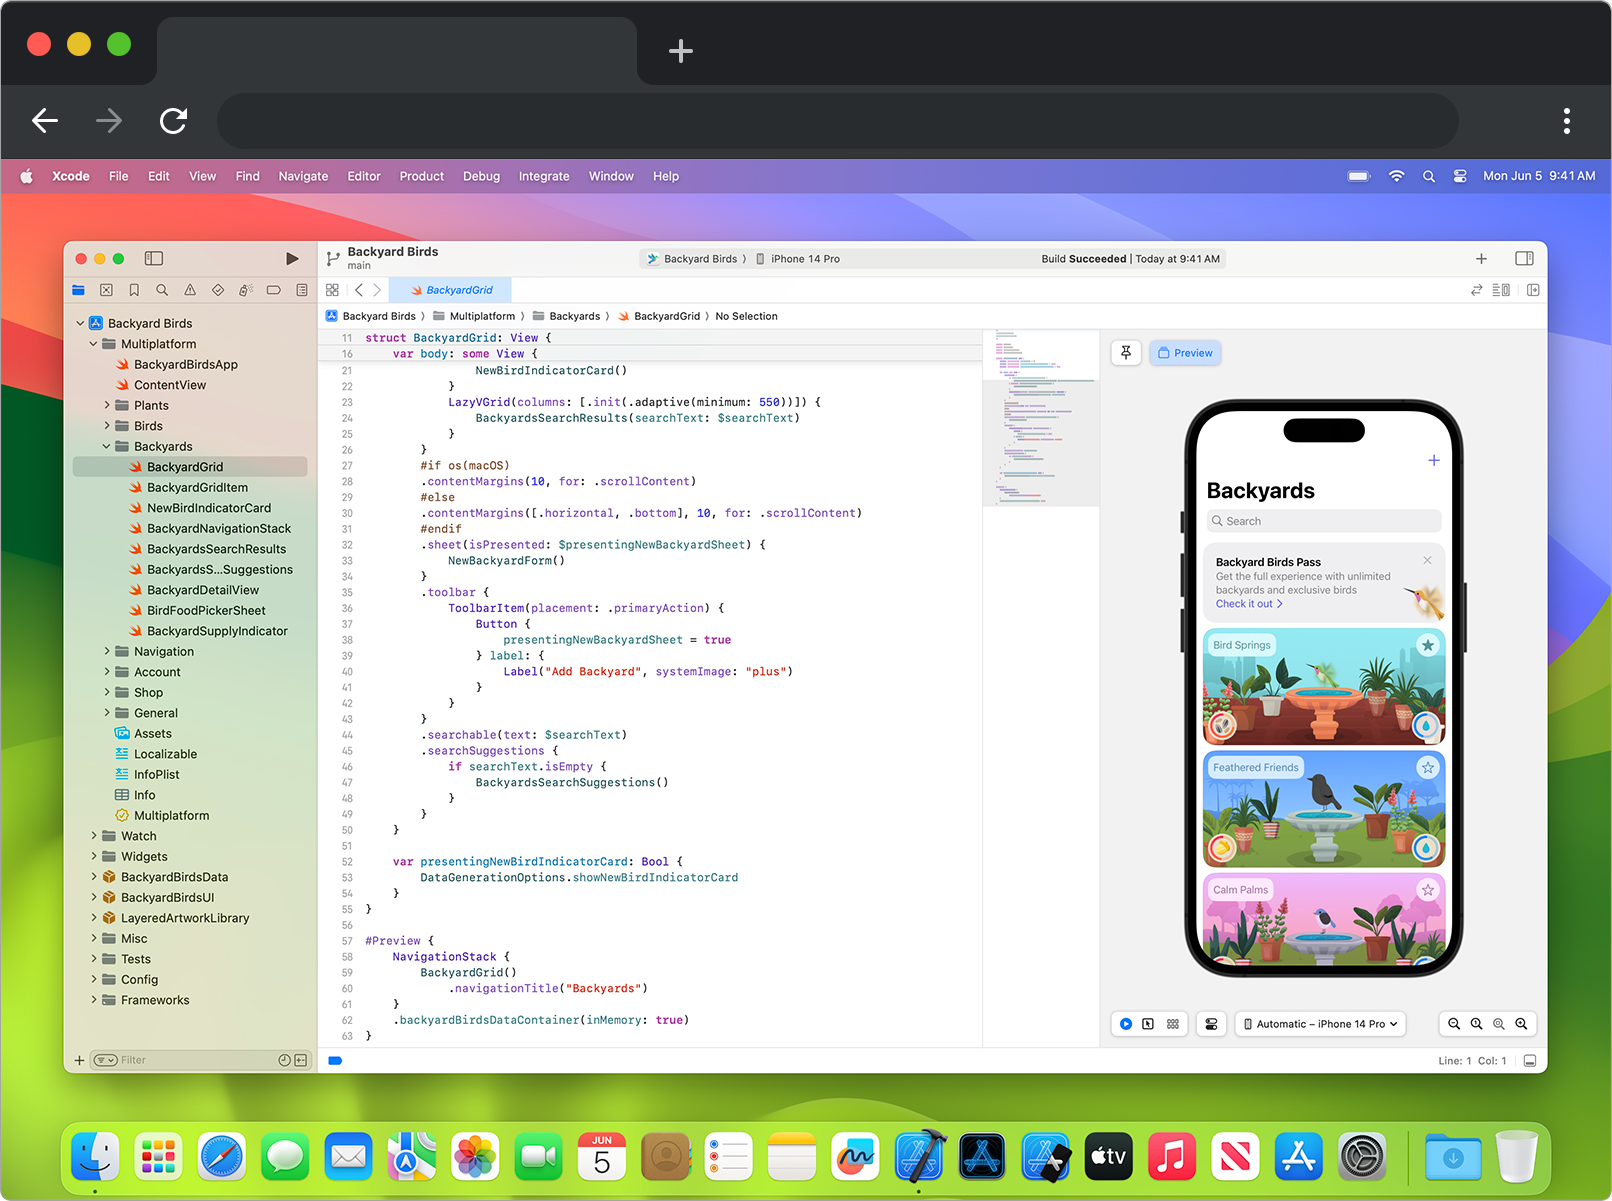 Xcode File Edit View Find Navigate Editor Product Debug Integrate Window Help Mon Jun 5 9:41 AM
Backyard Birds
main
Backyard Birds 〉 iPhone 14 Pro
Build Succeeded | Today at 9:41 AM
BackyardGrid
Backyard Birds 〉 Multiplatform 〉 Backyards 〉 BackyardGrid 〉 No Selection
Backyard Birds
Multiplatform
BackyardBirdsApp
ContentView
Plants
Birds
Backyards
BackyardGrid
BackyardGridItem
NewBirdIndicatorCard
BackyardNavigationStack
BackyardsSearchResults
BackyardsS...Suggestions
BackyardDetailView
BirdFoodPickerSheet
BackyardSupplyIndicator
Navigation
Account
Shop
General
Assets
Localizable
InfoPlist
Info
Multiplatform
Watch
Widgets
BackyardBirdsData
BackyardBirdsUI
LayeredArtworkLibrary
Misc
Tests
Config
Frameworks
Filter
11 struct BackyardGrid: View {
16 var body: some View {
21 NewBirdIndicatorCard()
22 }
23 LazyVGrid(columns: [.init(.adaptive(minimum: 550))]) {
24 BackyardsSearchResults(searchText: $searchText)
25 }
26 }
27 #if os(macOS)
28 .contentMargins(10, for: .scrollContent)
29 #else
30 .contentMargins([.horizontal, .bottom], 10, for: .scrollContent)
31 #endif
32 .sheet(isPresented: $presentingNewBackyardSheet) {
33 NewBackyardForm()
34 }
35 .toolbar {
36 ToolbarItem(placement: .primaryAction) {
37 Button {
38 presentingNewBackyardSheet = true
39 } label: {
40 Label("Add Backyard", systemImage: "plus")
41 }
42 }
43 }
44 .searchable(text: $searchText)
45 .searchSuggestions {
46 if searchText.isEmpty {
47 BackyardsSearchSuggestions()
48 }
49 }
50 }
51
52 var presentingNewBirdIndicatorCard: Bool {
53 DataGenerationOptions.showNewBirdIndicatorCard
54 }
55 }
56
57 #Preview {
58 NavigationStack {
59 BackyardGrid()
60 .navigationTitle("Backyards")
61 }
62 .backyardBirdsDataContainer(inMemory: true)
63 }
Preview
Backyards
Search
Backyard Birds Pass
Get the full experience with unlimited
backyards and exclusive birds
Check it out >
Bird Springs
Feathered Friends
Calm Palms
Automatic – iPhone 14 Pro
Line: 1 Col: 1
JUN
5
tv